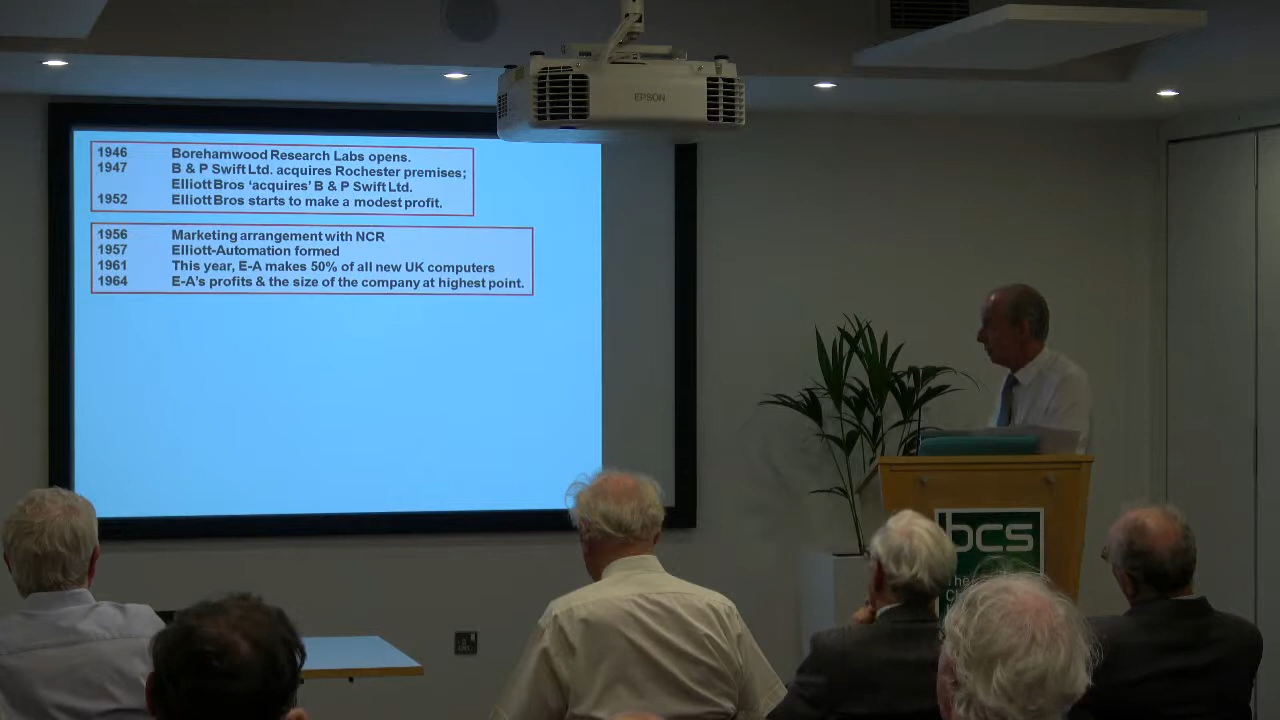 EPSON
1946 Borehamwood Research Labs opens.
1947 B & P Swift Ltd. acquires Rochester premises;
Elliott Bros ‘acquires’ B & P Swift Ltd.
1952 Elliott Bros starts to make a modest profit.
1956 Marketing arrangement with NCR
1957 Elliott-Automation formed
1961 This year, E-A makes 50% of all new UK computers
1964 E-A’s profits & the size of the company at highest point.
bcs
The